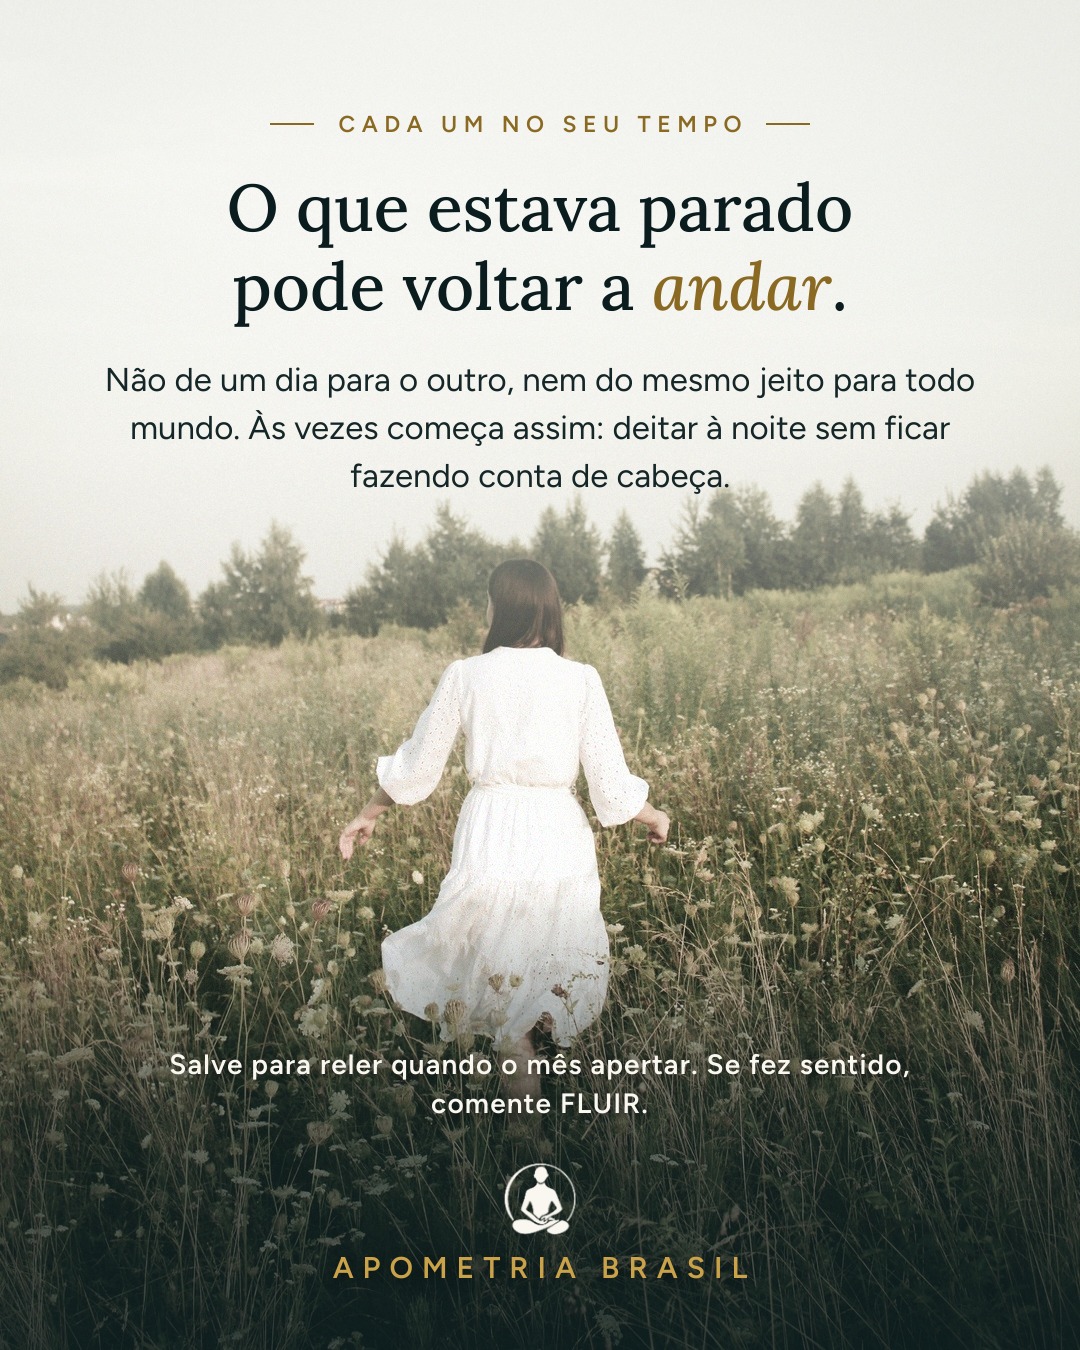 CADA UM NO SEU TEMPO
O que estava parado
pode voltar a andar.
Não de um dia para o outro, nem do mesmo jeito para todo
mundo. Às vezes começa assim: deitar à noite sem ficar
fazendo conta de cabeça.
Salve para reler quando o mês apertar. Se fez sentido,
comente FLUIR.
APOMETRIA BRASIL